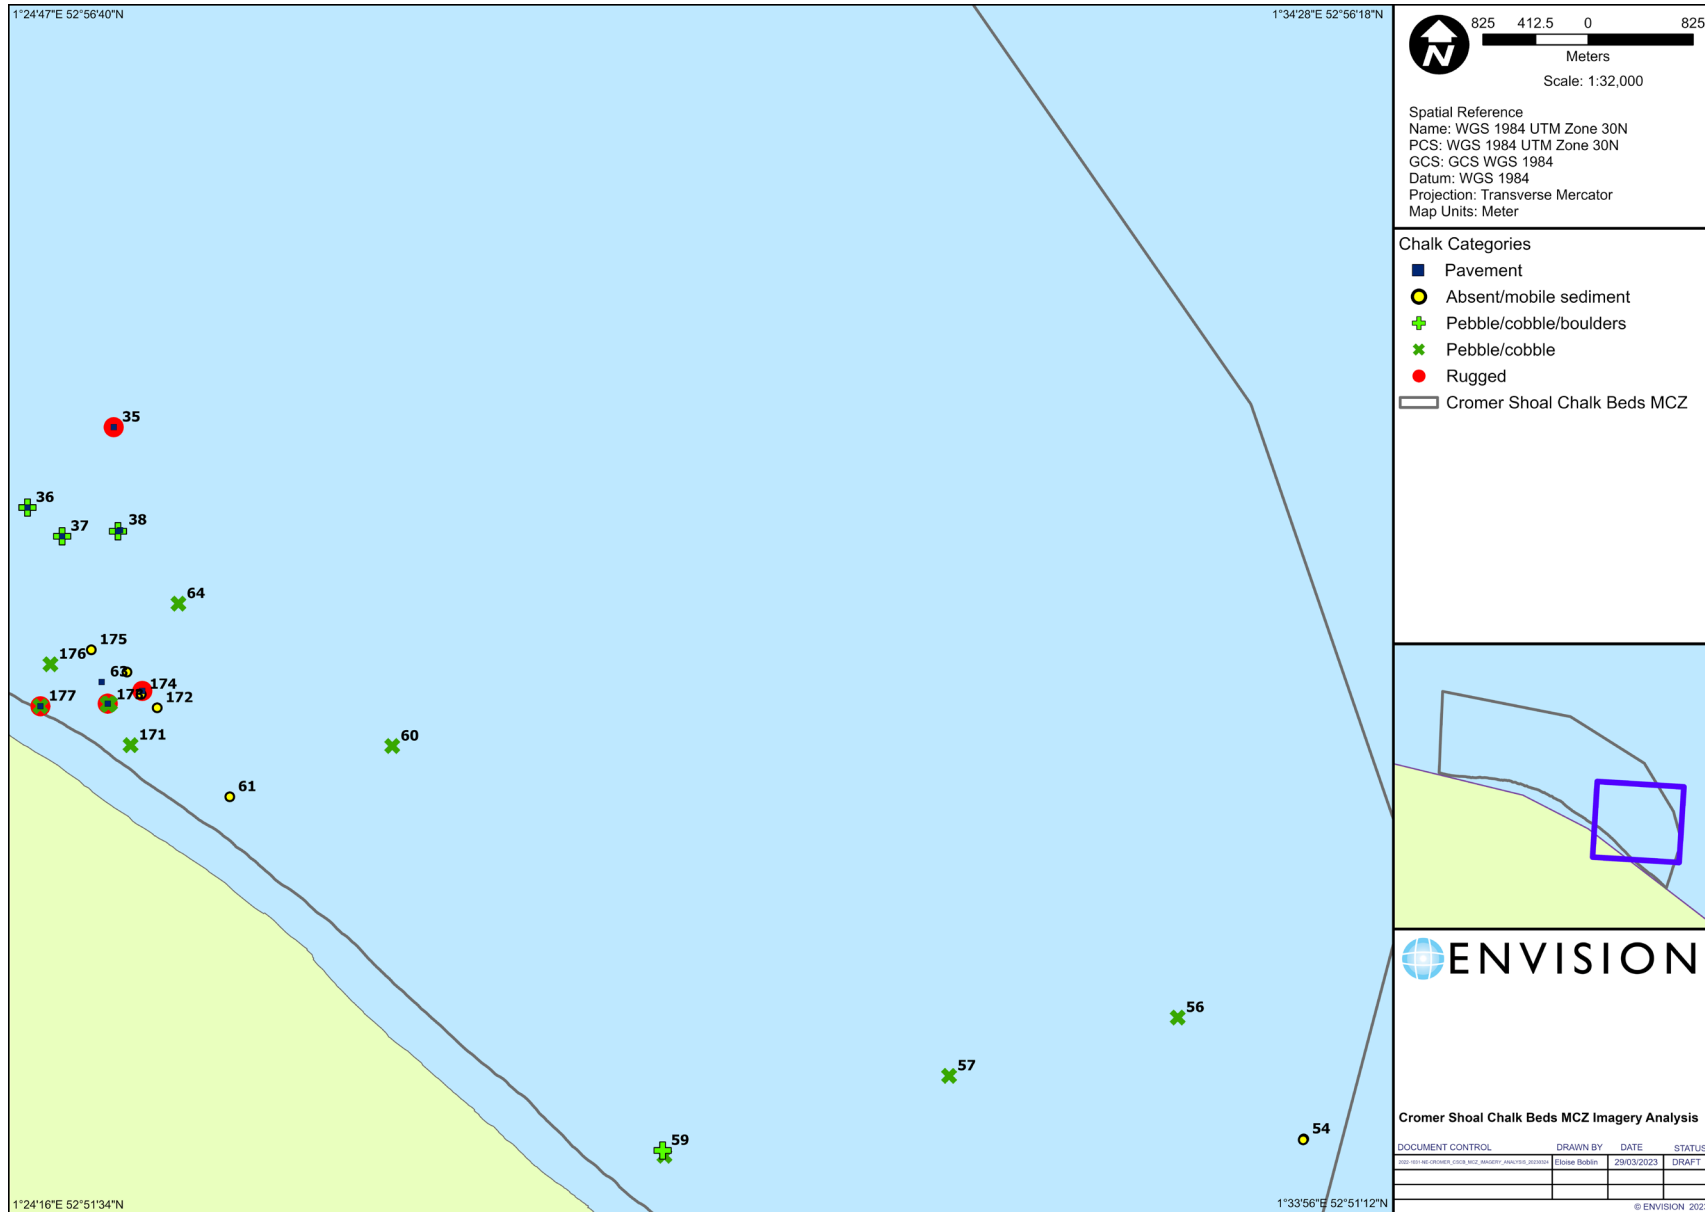 1°24'47"E 52°56'40"N
1°34'28"E 52°56'18"N
35
36
37
38
64
175
176
63
174
177
172
171
60
61
56
57
54
59
1°24'16"E 52°51'34"N
1°33'56"E 52°51'12"N
N
825 412.5 0 825
Meters
Scale: 1:32,000
Spatial Reference
Name: WGS 1984 UTM Zone 30N
PCS: WGS 1984 UTM Zone 30N
GCS: GCS WGS 1984
Datum: WGS 1984
Projection: Transverse Mercator
Map Units: Meter
Chalk Categories
Pavement
Absent/mobile sediment
Pebble/cobble/boulders
Pebble/cobble
Rugged
Cromer Shoal Chalk Beds MCZ
ENVISION
Cromer Shoal Chalk Beds MCZ Imagery Analysis
DOCUMENT CONTROL DRAWN BY DATE STATUS
Eloise Boblin 29/03/2023 DRAFT
© ENVISION